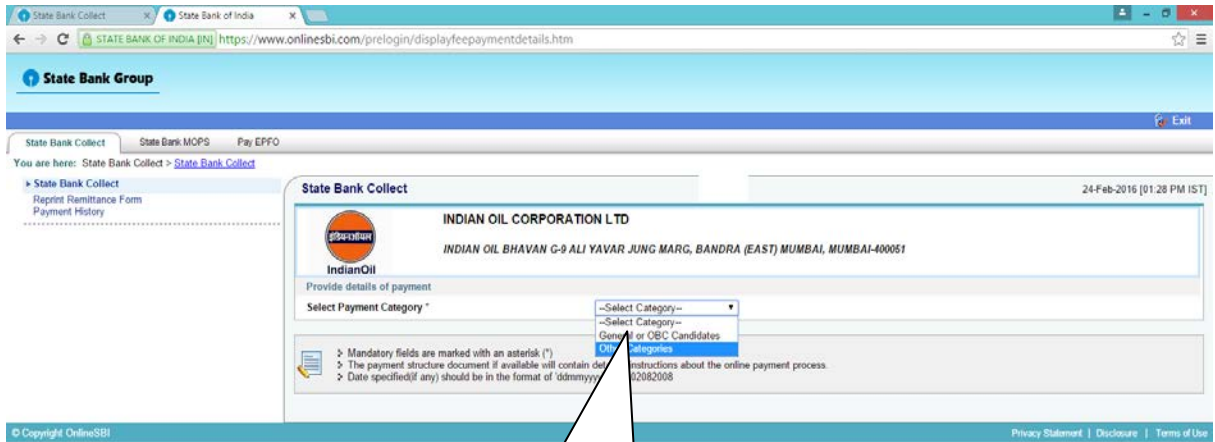 State Bank Collect
State Bank of India
STATE BANK OF INDIA [IN] https://www.onlinesbi.com/prelogin/displayfeepaymentdetails.htm
State Bank Group
Exit
State Bank Collect State Bank MOPS Pay EPFO
You are here: State Bank Collect > State Bank Collect
State Bank Collect
Reprint Remittance Form
Payment History
State Bank Collect
24-Feb-2016 [01:28 PM IST]
इंडियनऑयल
IndianOil
INDIAN OIL CORPORATION LTD
INDIAN OIL BHAVAN G-9 ALI YAVAR JUNG MARG, BANDRA (EAST) MUMBAI, MUMBAI-400051
Provide details of payment
Select Payment Category *
--Select Category--
--Select Category--
General or OBC Candidates
Other Categories
Mandatory fields are marked with an asterisk (*)
The payment structure document if available will contain instructions about the online payment process.
Date specified(if any) should be in the format of 'ddmmyyyy 02082008
© Copyright OnlineSBI
Privacy Statement | Disclosure | Terms of Use